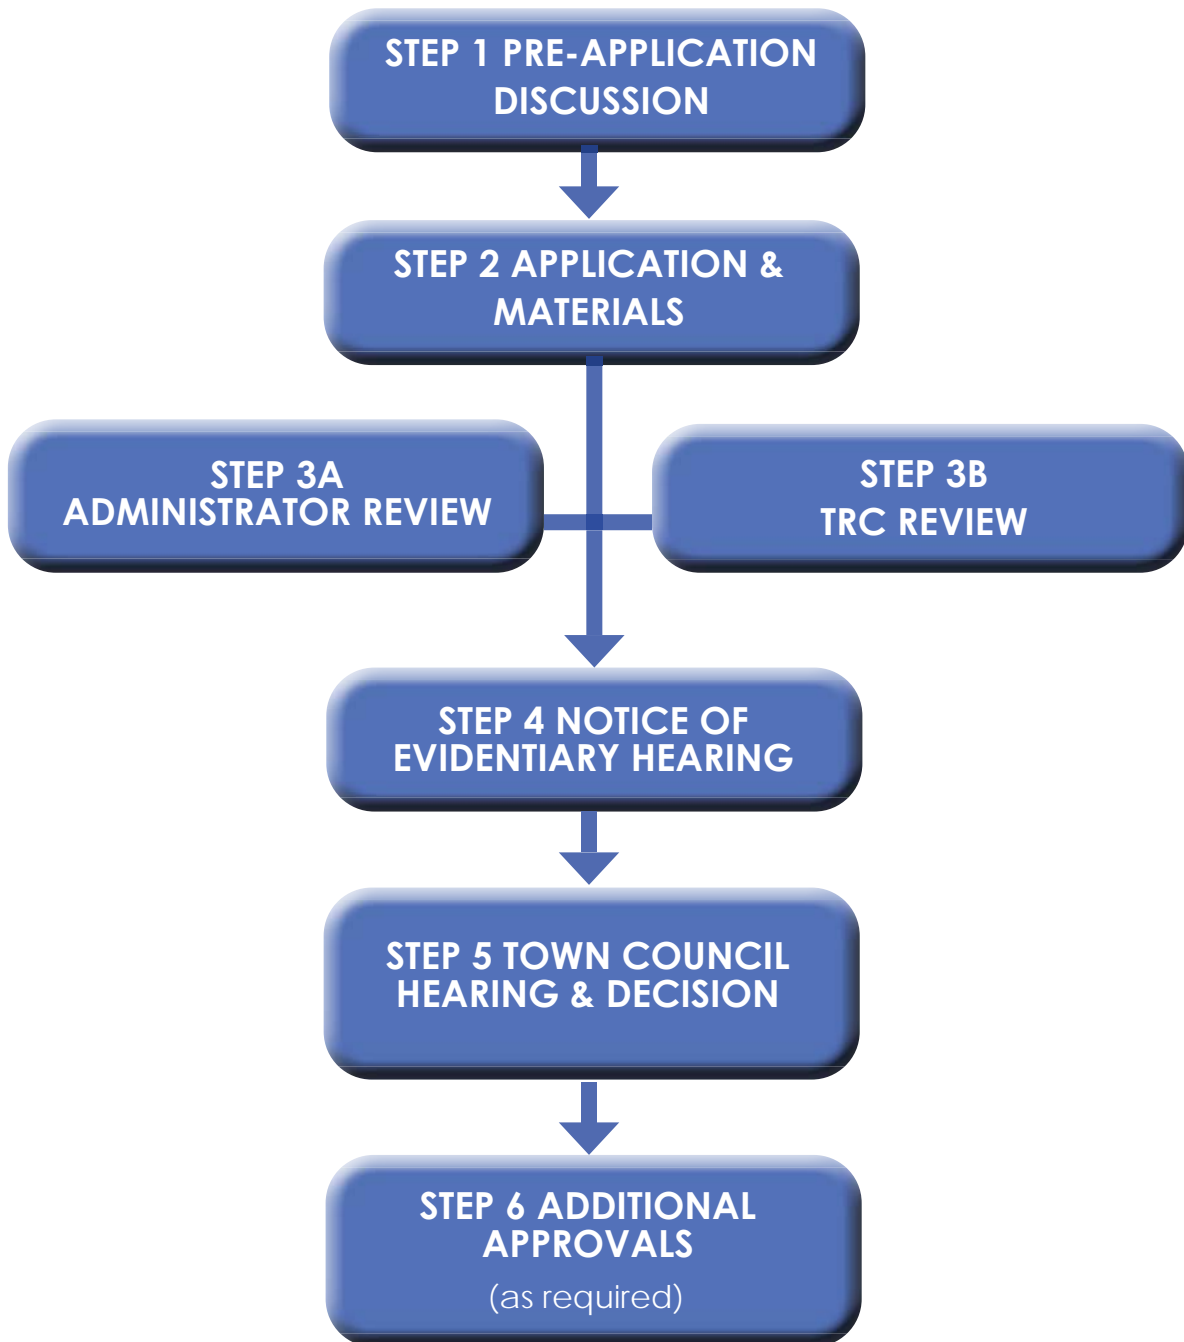 STEP 1 PRE-APPLICATION
DISCUSSION
STEP 2 APPLICATION &
MATERIALS
STEP 3A
ADMINISTRATOR REVIEW
STEP 3B
TRC REVIEW
STEP 4 NOTICE OF
EVIDENTIARY HEARING
STEP 5 TOWN COUNCIL
HEARING & DECISION
STEP 6 ADDITIONAL
APPROVALS
(as required)